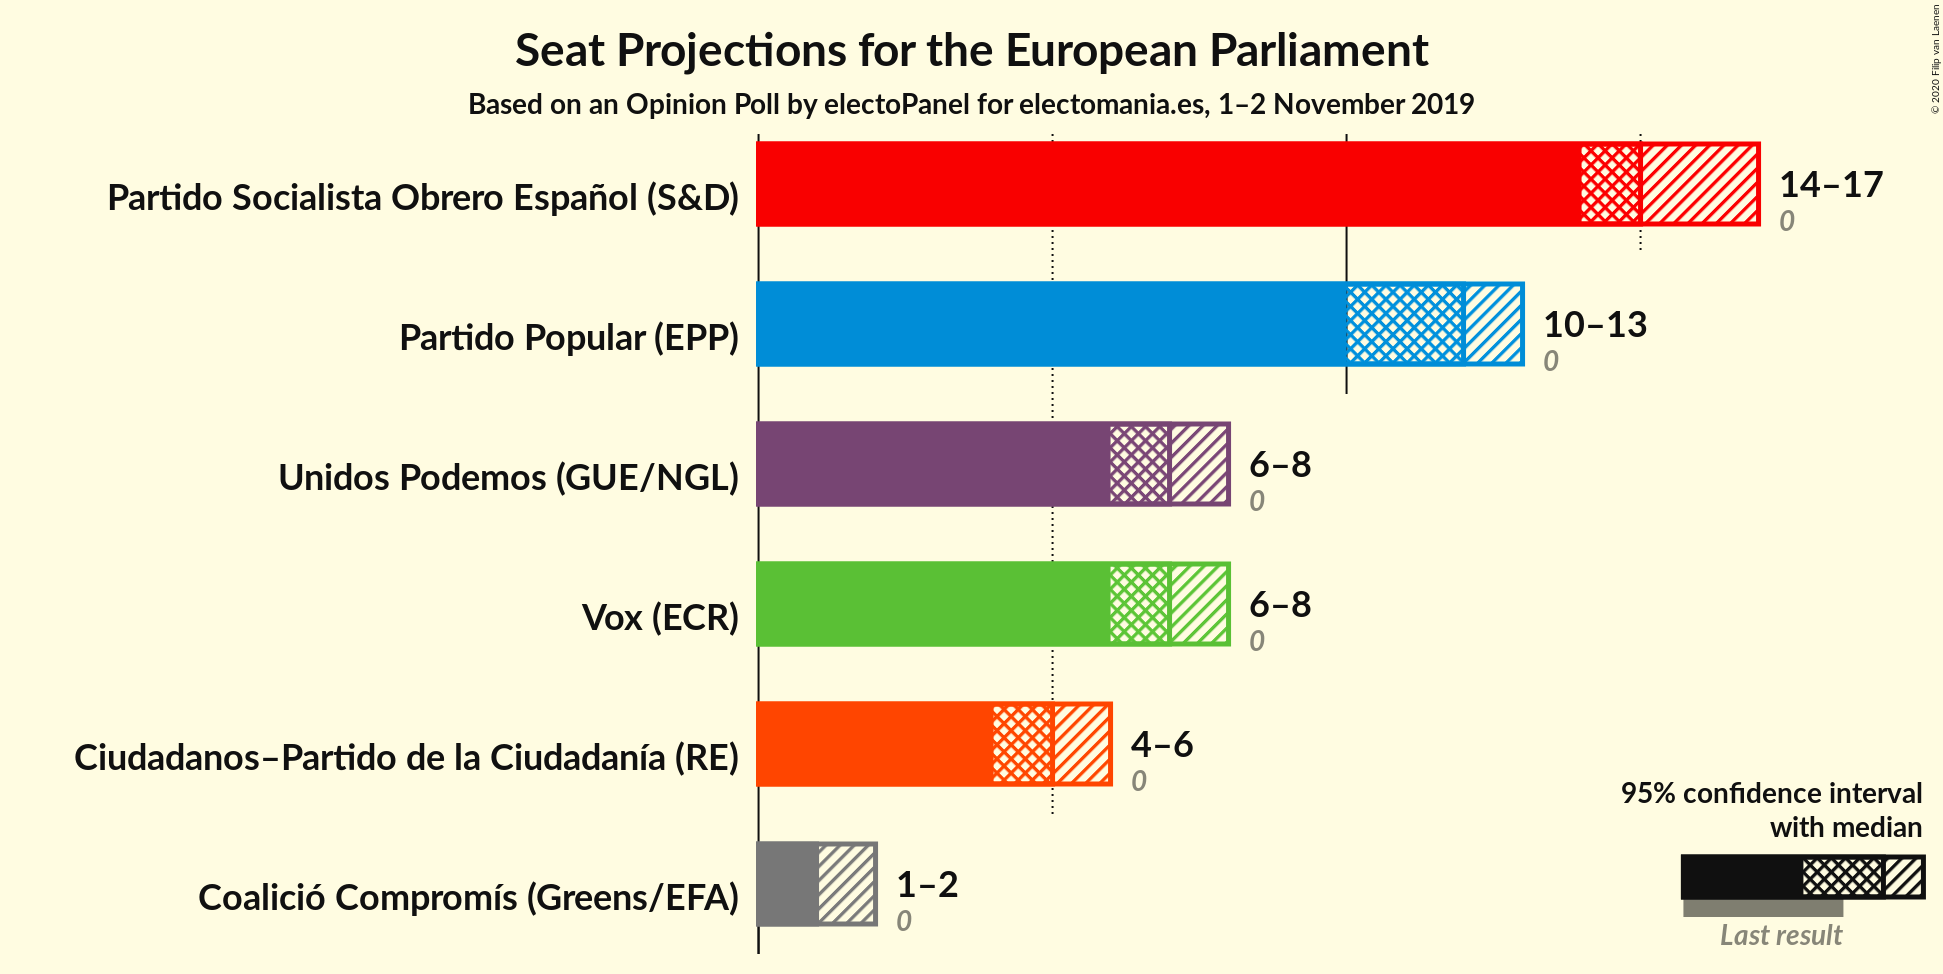 Seat Projections for the European Parliament
Based on an Opinion Poll by electoPanel for electomania.es, 1–2 November 2019
© 2020 Filip van Laenen
Partido Socialista Obrero Español (S&D)
14–17
0
Partido Popular (EPP)
10–13
0
Unidos Podemos (GUE/NGL)
6–8
0
Vox (ECR)
6–8
0
Ciudadanos–Partido de la Ciudadanía (RE)
4–6
0
Coalició Compromís (Greens/EFA)
1–2
0
95% confidence interval
with median
Last result